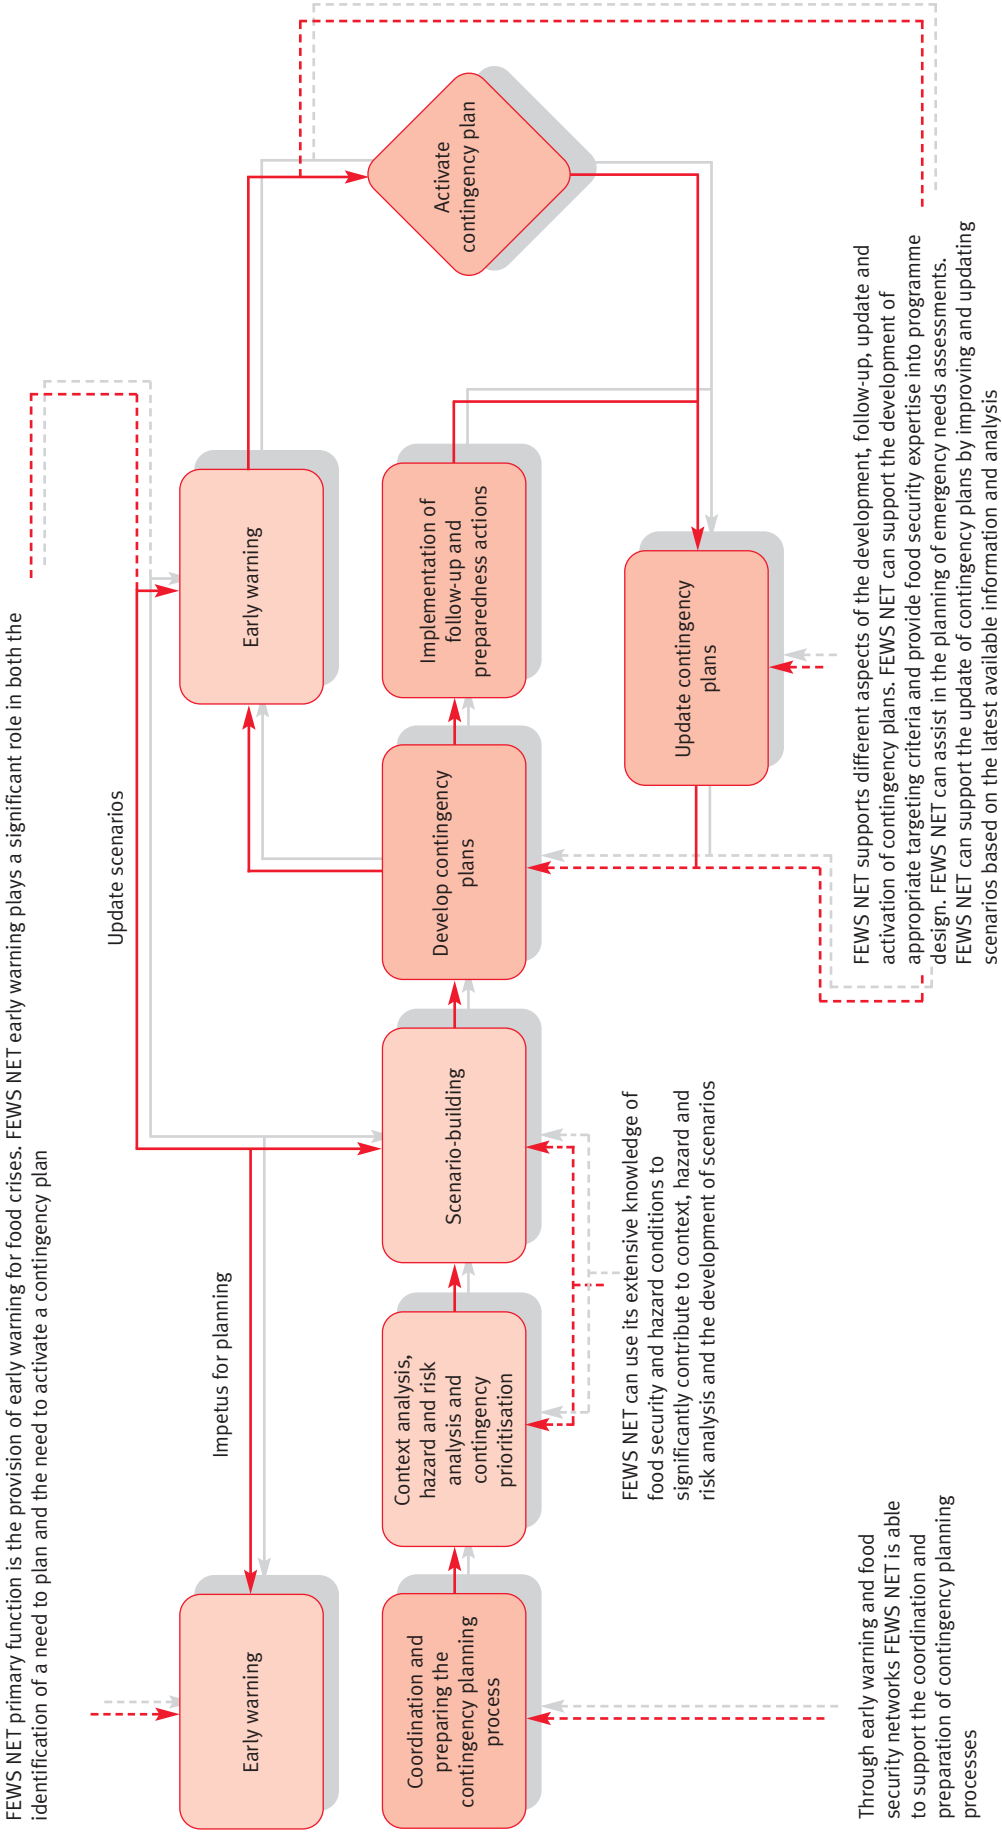 FEWS NET primary function is the provision of early warning for food crises. FEWS NET early warning plays a significant role in both the
identification of a need to plan and the need to activate a contingency plan
Update scenarios
Impetus for planning
Early warning
Early warning
Coordination and
preparing the
contingency planning
process
Context analysis,
hazard and risk
analysis and
contingency
prioritisation
Scenario-building
Develop contingency
plans
Implementation of
follow-up and
preparedness actions
Activate
contingency plan
Update contingency
plans
FEWS NET can use its extensive knowledge of
food security and hazard conditions to
significantly contribute to context, hazard and
risk analysis and the development of scenarios
Through early warning and food
security networks FEWS NET is able
to support the coordination and
preparation of contingency planning
processes
FEWS NET supports different aspects of the development, follow-up, update and
activation of contingency plans. FEWS NET can support the development of
appropriate targeting criteria and provide food security expertise into programme
design. FEWS NET can assist in the planning of emergency needs assessments.
FEWS NET can support the update of contingency plans by improving and updating
scenarios based on the latest available information and analysis